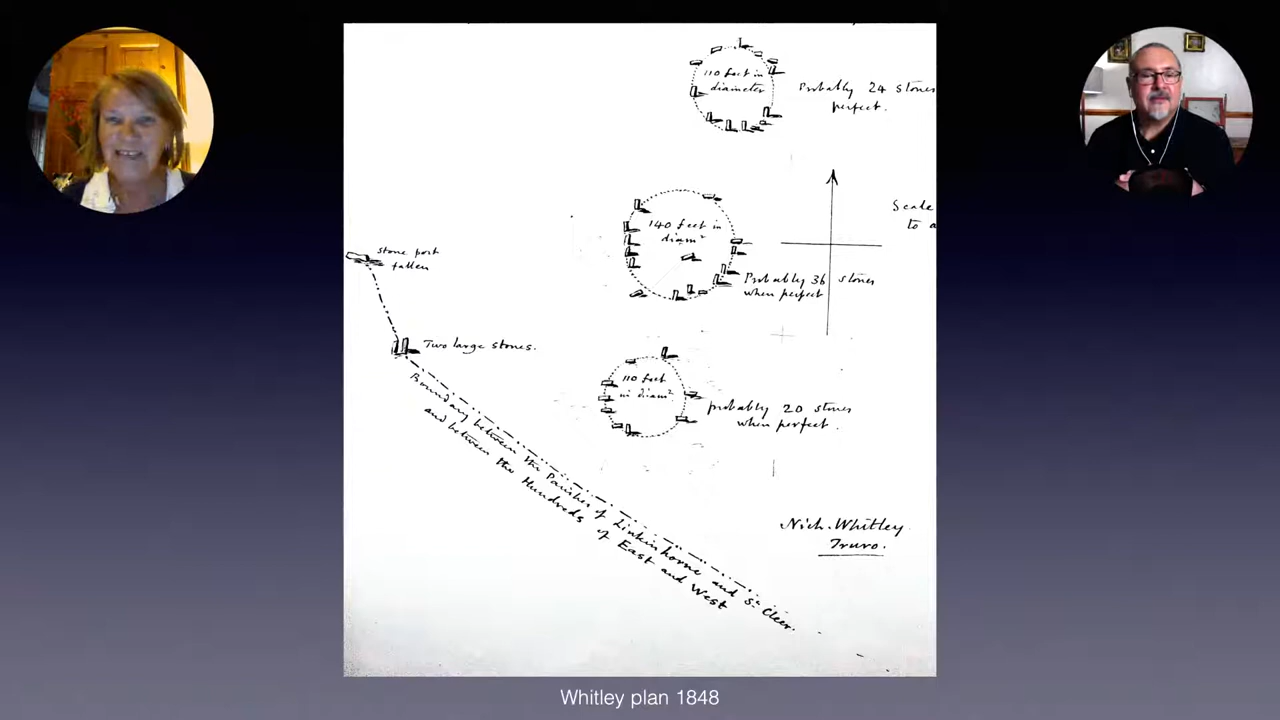 110 feet in
diameter
Probably 24 stones
perfect.
Scale
to a
140 feet in
diamr
Probably 36 stones
when perfect
stone post
fallen
Two large stones.
110 feet
in diamr
probably 20 stones
when perfect.
Boundary between the Parishes of Linkinhorne and St Cleer.
and between the Hundreds of East and West
Nich. Whitley
Truro.
Whitley plan 1848